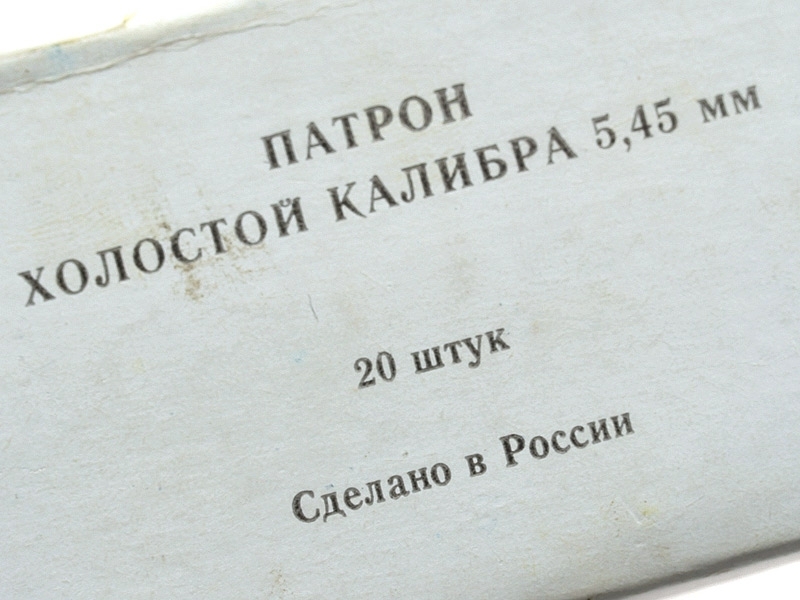 ПАТРОН
ХОЛОСТОЙ КАЛИБРА 5,45 мм
20 штук
Сделано в России